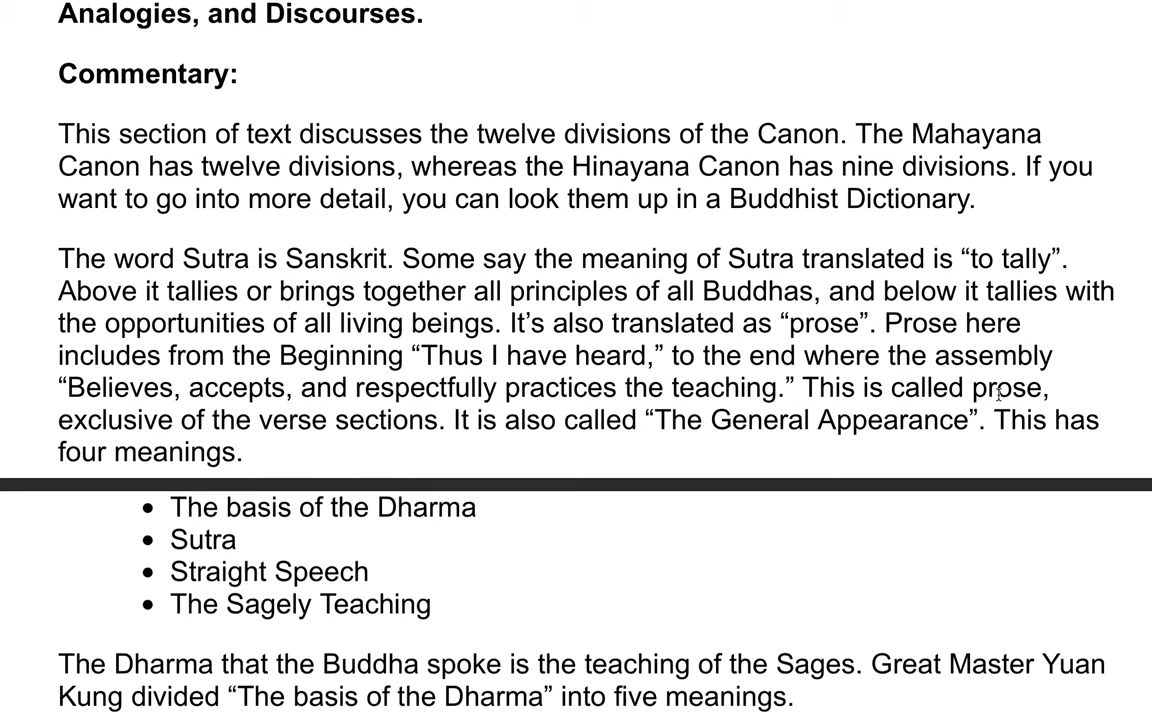 Analogies, and Discourses.
Commentary:
This section of text discusses the twelve divisions of the Canon. The Mahayana
Canon has twelve divisions, whereas the Hinayana Canon has nine divisions. If you
want to go into more detail, you can look them up in a Buddhist Dictionary.
The word Sutra is Sanskrit. Some say the meaning of Sutra translated is “to tally”.
Above it tallies or brings together all principles of all Buddhas, and below it tallies with
the opportunities of all living beings. It’s also translated as “prose”. Prose here
includes from the Beginning “Thus I have heard,” to the end where the assembly
“Believes, accepts, and respectfully practices the teaching.” This is called prose,
exclusive of the verse sections. It is also called “The General Appearance”. This has
four meanings.
• The basis of the Dharma
• Sutra
• Straight Speech
• The Sagely Teaching
The Dharma that the Buddha spoke is the teaching of the Sages. Great Master Yuan
Kung divided “The basis of the Dharma” into five meanings.